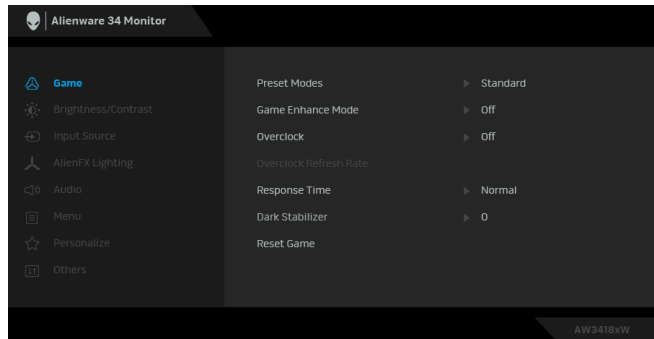 Alienware 34 Monitor
Game
Preset Modes Standard
Brightness/Contrast
Game Enhance Mode Off
Input Source
Overclock Off
AlienFX Lighting
Overclock Refresh Rate
Audio
Response Time Normal
Menu
Dark Stabilizer 0
Personalize
Reset Game
Others
AW3418xW